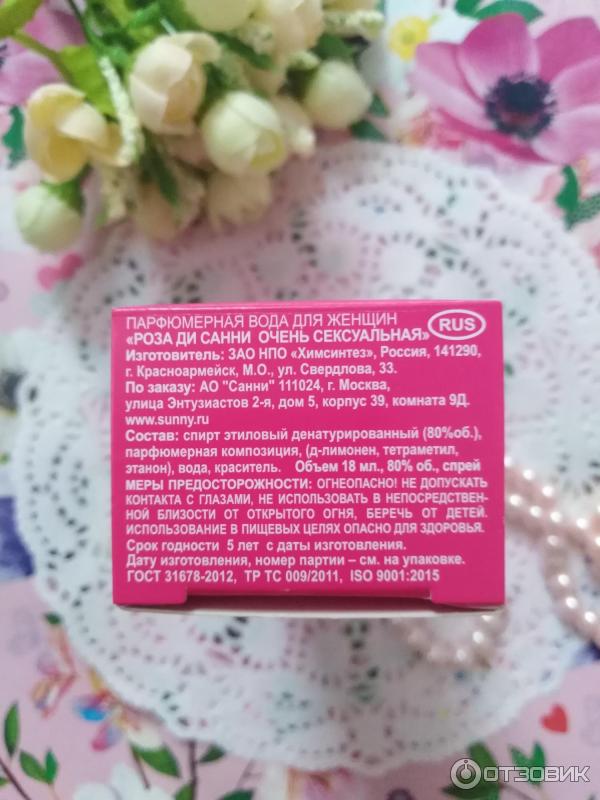 ПАРФЮМЕРНАЯ ВОДА ДЛЯ ЖЕНЩИН
«РОЗА ДИ САННИ ОЧЕНЬ СЕКСУАЛЬНАЯ» RUS
Изготовитель: ЗАО НПО «Химсинтез», Россия, 141290,
г. Красноармейск, М.О., ул. Свердлова, 33.
По заказу: АО "Санни" 111024, г. Москва,
улица Энтузиастов 2-я, дом 5, корпус 39, комната 9Д.
www.sunny.ru
Состав: спирт этиловый денатурированный (80%об.),
парфюмерная композиция, (д-лимонен, тетраметил,
этанон), вода, краситель. Объем 18 мл., 80% об., спрей
МЕРЫ ПРЕДОСТОРОЖНОСТИ: ОГНЕОПАСНО! НЕ ДОПУСКАТЬ
КОНТАКТА С ГЛАЗАМИ, НЕ ИСПОЛЬЗОВАТЬ В НЕПОСРЕДСТВЕН-
НОЙ БЛИЗОСТИ ОТ ОТКРЫТОГО ОГНЯ, БЕРЕЧЬ ОТ ДЕТЕЙ.
ИСПОЛЬЗОВАНИЕ В ПИЩЕВЫХ ЦЕЛЯХ ОПАСНО ДЛЯ ЗДОРОВЬЯ.
Срок годности 5 лет с даты изготовления.
Дату изготовления, номер партии – см. на упаковке.
ГОСТ 31678-2012, ТР ТС 009/2011, ISO 9001:2015
ОТЗОВИК